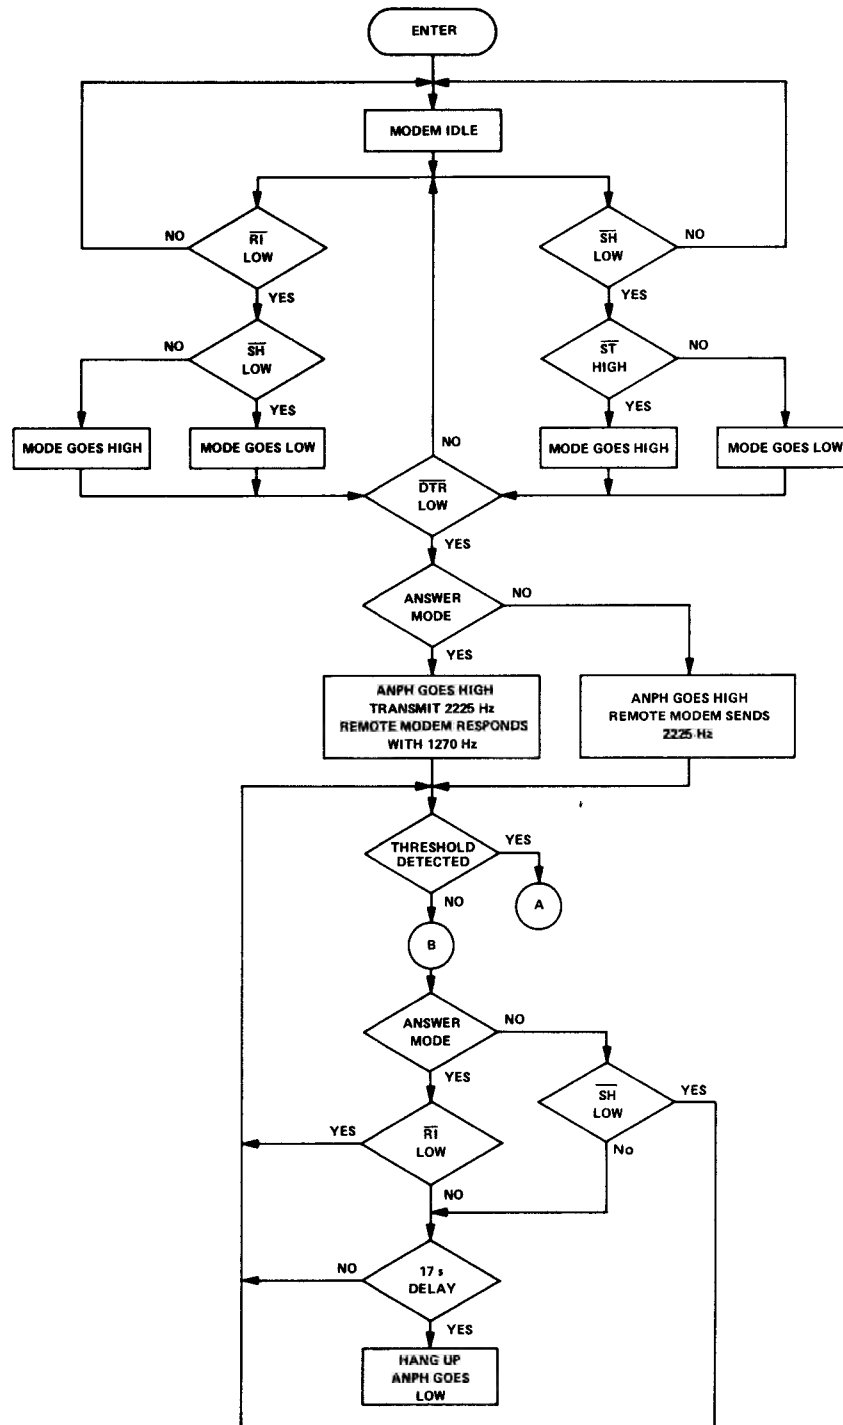 ENTER
MODEM IDLE
NO
RI
LOW
SH
LOW
NO
YES
YES
NO
SH
LOW
ST
HIGH
NO
YES
YES
MODE GOES HIGH
MODE GOES LOW
NO
MODE GOES HIGH
MODE GOES LOW
DTR
LOW
YES
ANSWER
MODE
NO
YES
ANPH GOES HIGH
TRANSMIT 2225 Hz
REMOTE MODEM RESPONDS
WITH 1270 Hz
ANPH GOES HIGH
REMOTE MODEM SENDS
2225 Hz
THRESHOLD
DETECTED
YES
NO
A
B
ANSWER
MODE
NO
YES
SH
LOW
YES
YES
RI
LOW
No
NO
NO
17 s
DELAY
YES
HANG UP
ANPH GOES
LOW